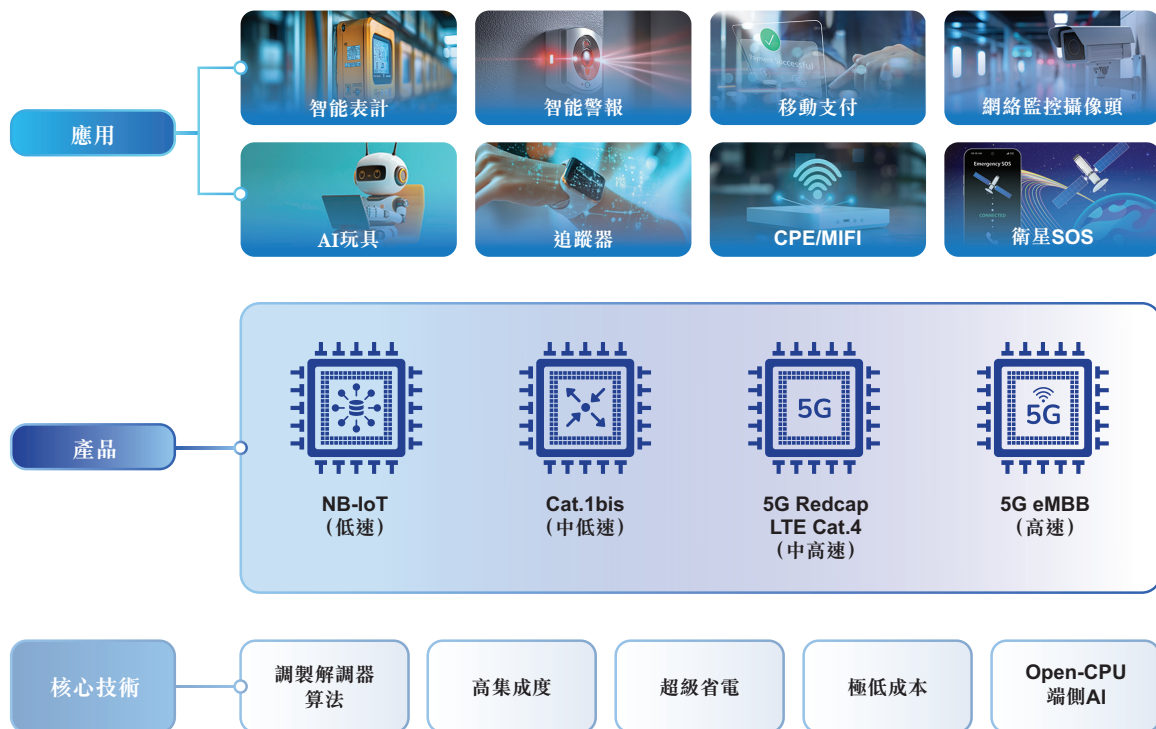 應用
智能表計
智能警報
Successful
移動支付
網絡監控攝像頭
AI玩具
追蹤器
CPE/MIFI
Emergency SOS
CONNECTED
衛星SOS
產品
5G
5G
NB-IoT
（低速）
Cat.1bis
（中低速）
5G Redcap
LTE Cat.4
（中高速）
5G eMBB
（高速）
核心技術
調製解調器
算法
高集成度
超級省電
極低成本
Open-CPU
端側AI